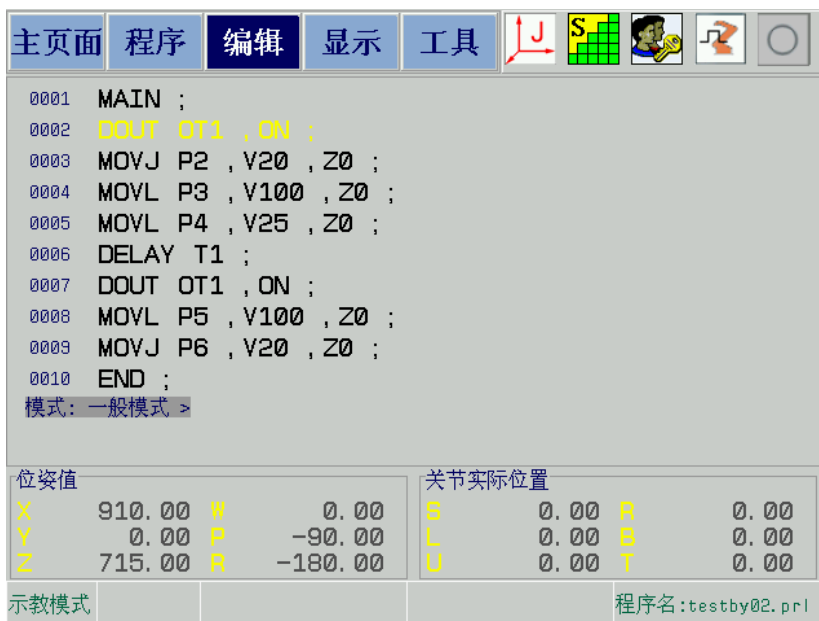 主页面 程序 编辑 显示 工具 J S
0001 MAIN ;
0002 DOUT OT1 , ON ;
0003 MOVJ P2 , V20 , Z0 ;
0004 MOVL P3 , V100 , Z0 ;
0005 MOVL P4 , V25 , Z0 ;
0006 DELAY T1 ;
0007 DOUT OT1 , ON ;
0008 MOVL P5 , V100 , Z0 ;
0009 MOVJ P6 , V20 , Z0 ;
0010 END ;
模式: 一般模式 >
位姿值 关节实际位置
X 910.00 W 0.00 S 0.00 R 0.00
Y 0.00 P -90.00 L 0.00 B 0.00
Z 715.00 R -180.00 U 0.00 T 0.00
示教模式 程序名:testby02.prl